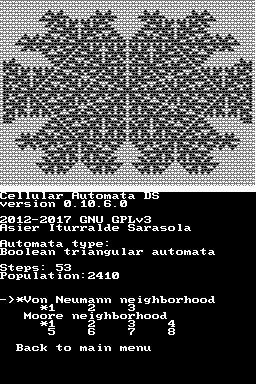 Cellular Automata DS
version 0.10.6.0
2012-2017 GNU GPLv3
Asier Iturralde Sarasola
Automata type:
Boolean triangular automata
Steps: 53
Population:2410
->*Von Neumann neighborhood
*1 2 3
Moore neighborhood
*1 2 3 4
5 6 7 8
Back to main menu